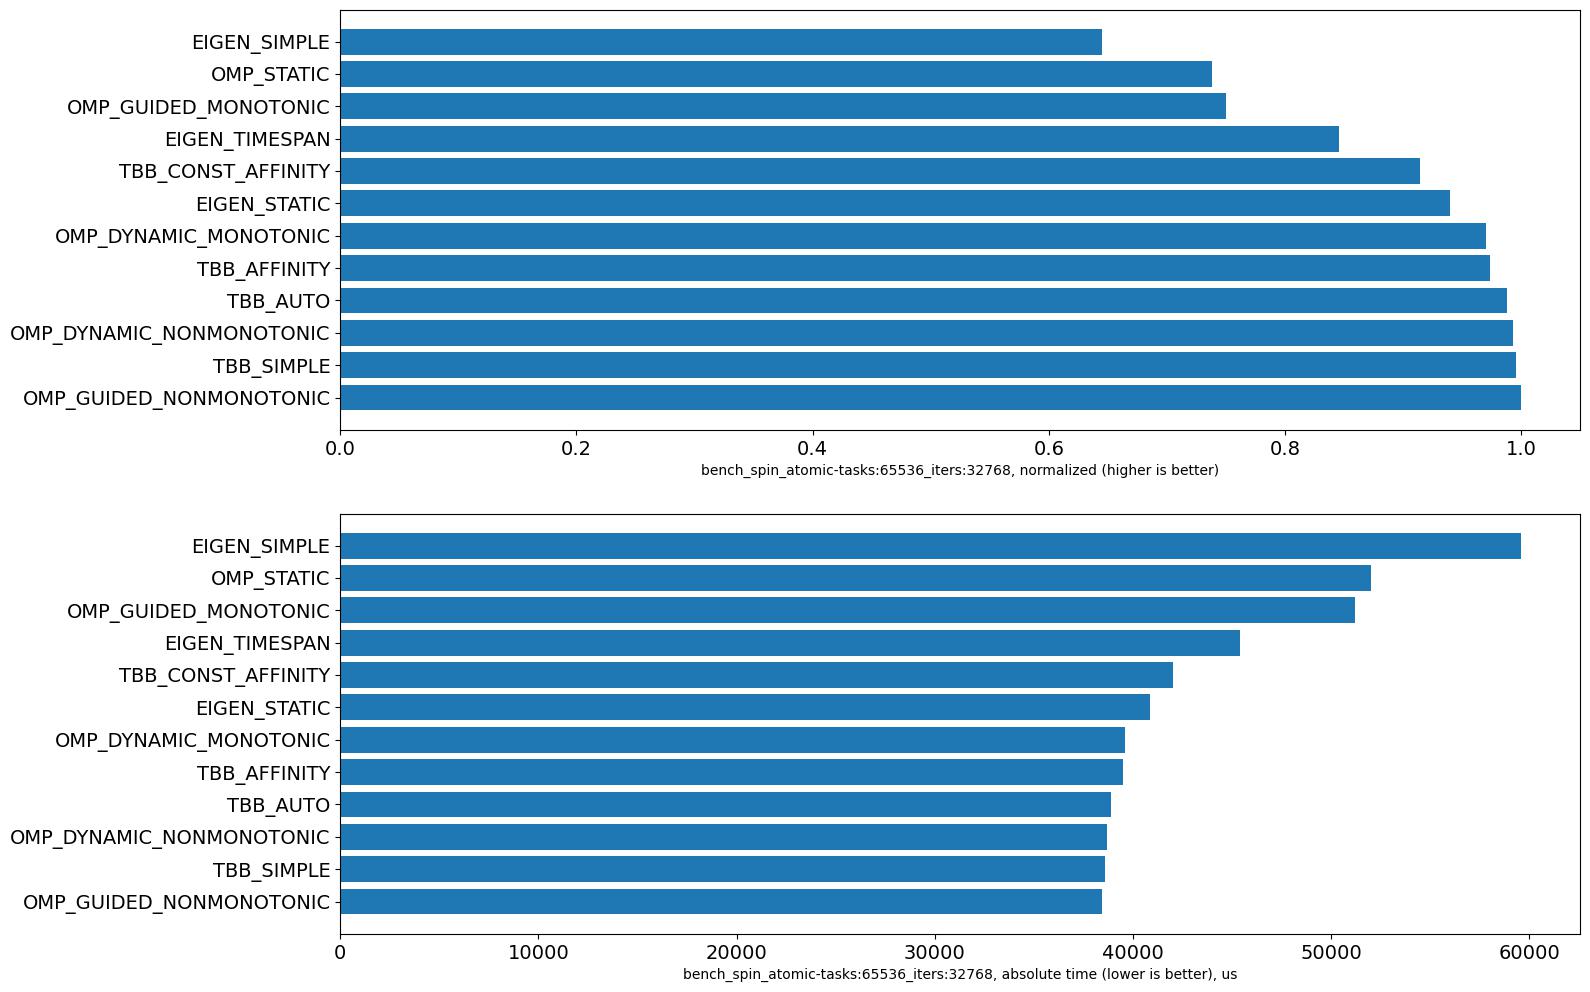 EIGEN_SIMPLE
OMP_STATIC
OMP_GUIDED_MONOTONIC
EIGEN_TIMESPAN
TBB_CONST_AFFINITY
EIGEN_STATIC
OMP_DYNAMIC_MONOTONIC
TBB_AFFINITY
TBB_AUTO
OMP_DYNAMIC_NONMONOTONIC
TBB_SIMPLE
OMP_GUIDED_NONMONOTONIC
0.0 0.2 0.4 0.6 0.8 1.0
bench_spin_atomic-tasks:65536_iters:32768, normalized (higher is better)
EIGEN_SIMPLE
OMP_STATIC
OMP_GUIDED_MONOTONIC
EIGEN_TIMESPAN
TBB_CONST_AFFINITY
EIGEN_STATIC
OMP_DYNAMIC_MONOTONIC
TBB_AFFINITY
TBB_AUTO
OMP_DYNAMIC_NONMONOTONIC
TBB_SIMPLE
OMP_GUIDED_NONMONOTONIC
0 10000 20000 30000 40000 50000 60000
bench_spin_atomic-tasks:65536_iters:32768, absolute time (lower is better), us